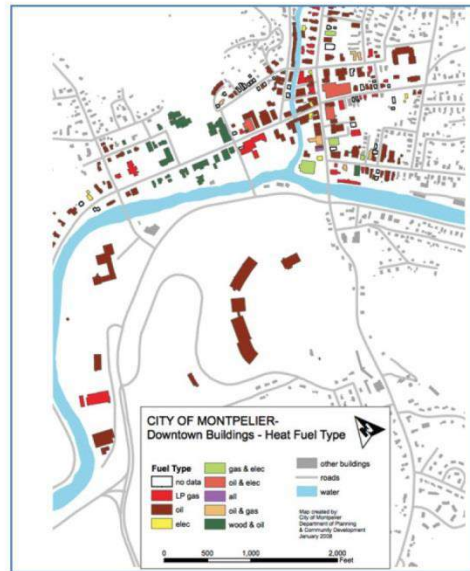 CITY OF MONTPELIER-
Downtown Buildings - Heat Fuel Type
Fuel Type
no data
LP gas
oil
elec
gas & elec
oil & elec
all
oil & gas
wood & oil
other buildings
roads
water
Map created by:
City of Montpelier
Department of Planning
& Community Development
January 2008
0 500 1,000 2,000
Feet